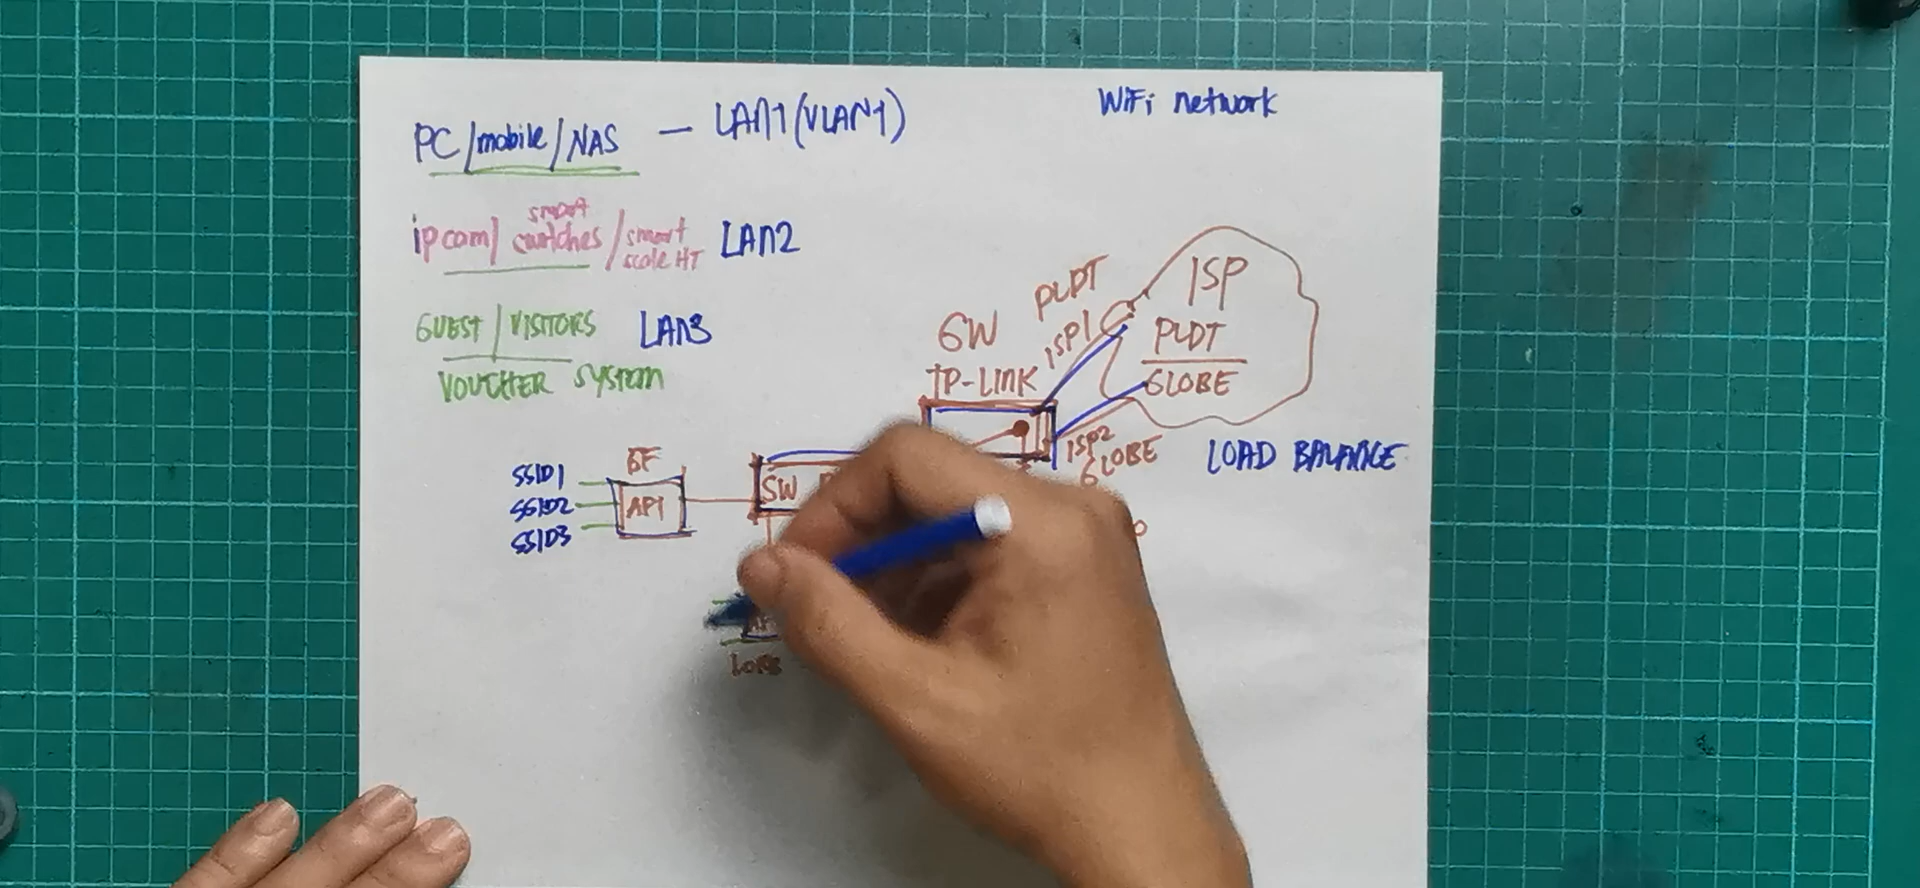 WiFi network
PC/mobile/NAS — LAN1(VLAN1)
ipcam/ smart switches / smart scale HT LAN2
GUEST/VISITORS LAN3
VOUCHER SYSTEM
ISP
PLDT
GLOBE
PLDT
ISP1
GW
TP-LINK
ISP2
GLOBE
LOAD BALANCE
SSID1
SSID2
SSID3
GF
AP1
SW